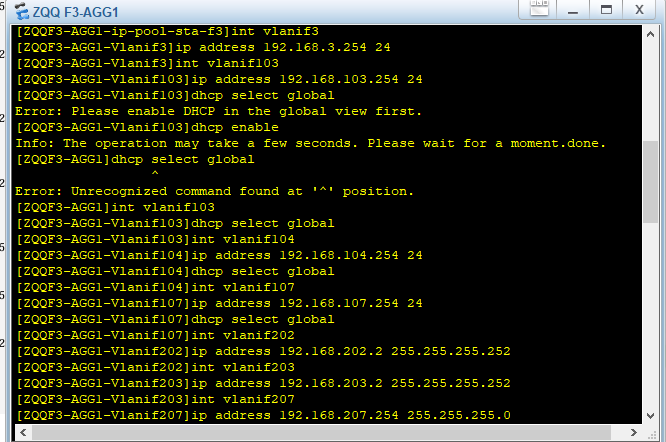 ZQQ F3-AGG1
[ZQQF3-AGG1-ip-pool-sta-f3]int vlanif3
[ZQQF3-AGG1-Vlanif3]ip address 192.168.3.254 24
[ZQQF3-AGG1-Vlanif3]int vlanif103
[ZQQF3-AGG1-Vlanif103]ip address 192.168.103.254 24
[ZQQF3-AGG1-Vlanif103]dhcp select global
Error: Please enable DHCP in the global view first.
[ZQQF3-AGG1-Vlanif103]dhcp enable
Info: The operation may take a few seconds. Please wait for a moment.done.
[ZQQF3-AGG1]dhcp select global
^
Error: Unrecognized command found at '^' position.
[ZQQF3-AGG1]int vlanif103
[ZQQF3-AGG1-Vlanif103]dhcp select global
[ZQQF3-AGG1-Vlanif103]int vlanif104
[ZQQF3-AGG1-Vlanif104]ip address 192.168.104.254 24
[ZQQF3-AGG1-Vlanif104]dhcp select global
[ZQQF3-AGG1-Vlanif104]int vlanif107
[ZQQF3-AGG1-Vlanif107]ip address 192.168.107.254 24
[ZQQF3-AGG1-Vlanif107]dhcp select global
[ZQQF3-AGG1-Vlanif107]int vlanif202
[ZQQF3-AGG1-Vlanif202]ip address 192.168.202.2 255.255.255.252
[ZQQF3-AGG1-Vlanif202]int vlanif203
[ZQQF3-AGG1-Vlanif203]ip address 192.168.203.2 255.255.255.252
[ZQQF3-AGG1-Vlanif203]int vlanif207
[ZQQF3-AGG1-Vlanif207]ip address 192.168.207.254 255.255.255.0